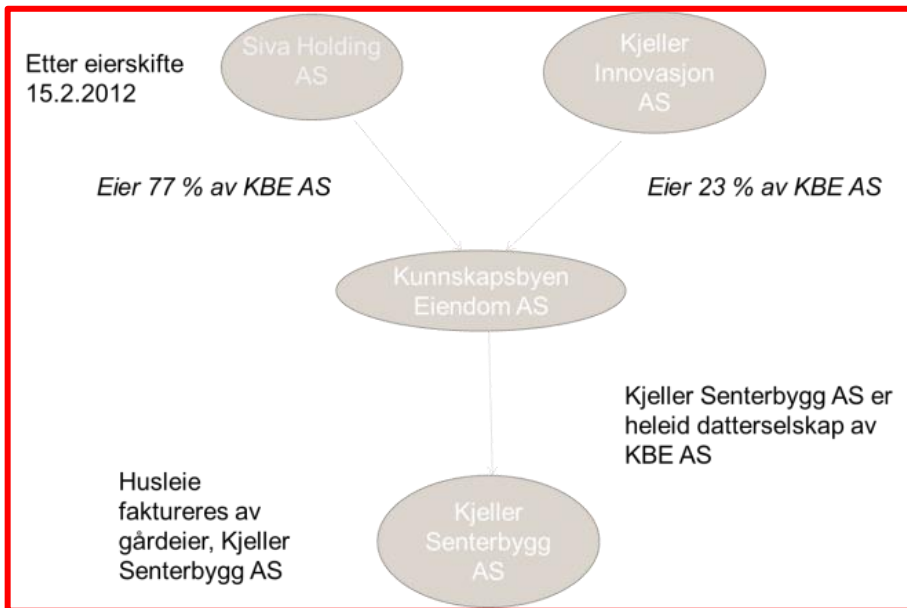 Etter eierskifte
15.2.2012
Siva Holding
AS
Kjeller
Innovasjon
AS
Eier 77 % av KBE AS
Eier 23 % av KBE AS
Kunnskapsbyen
Eiendom AS
Kjeller Senterbygg AS er
heleid datterselskap av
KBE AS
Husleie
faktureres av
gårdeier, Kjeller
Senterbygg AS
Kjeller
Senterbygg
AS